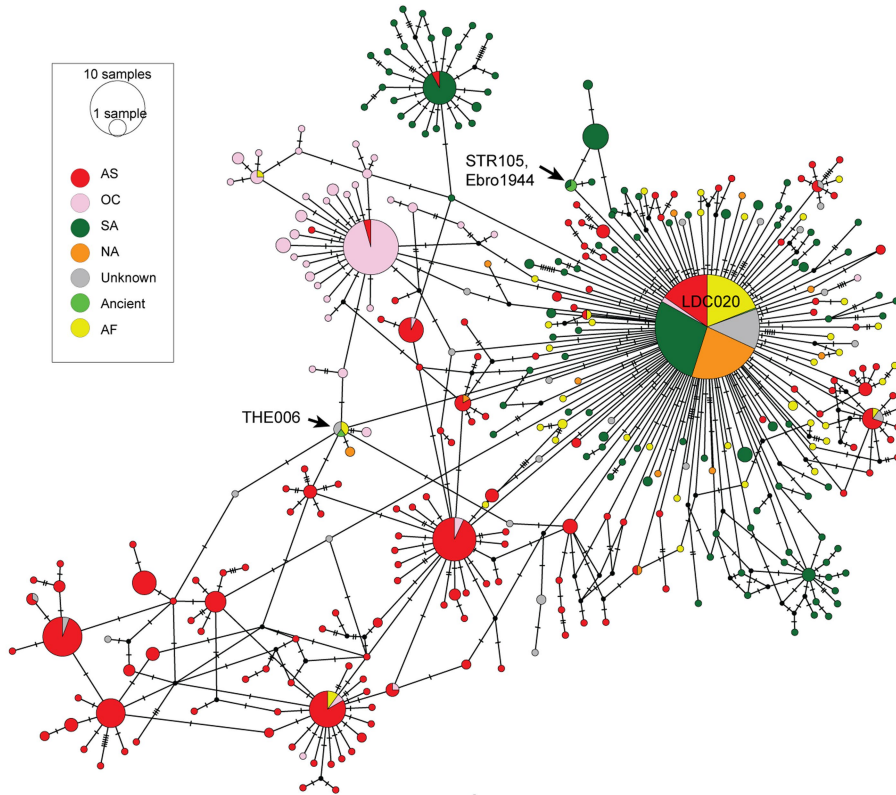 10 samples
1 sample
AS
OC
SA
NA
Unknown
Ancient
AF
STR105,
Ebro1944
LDC020
THE006